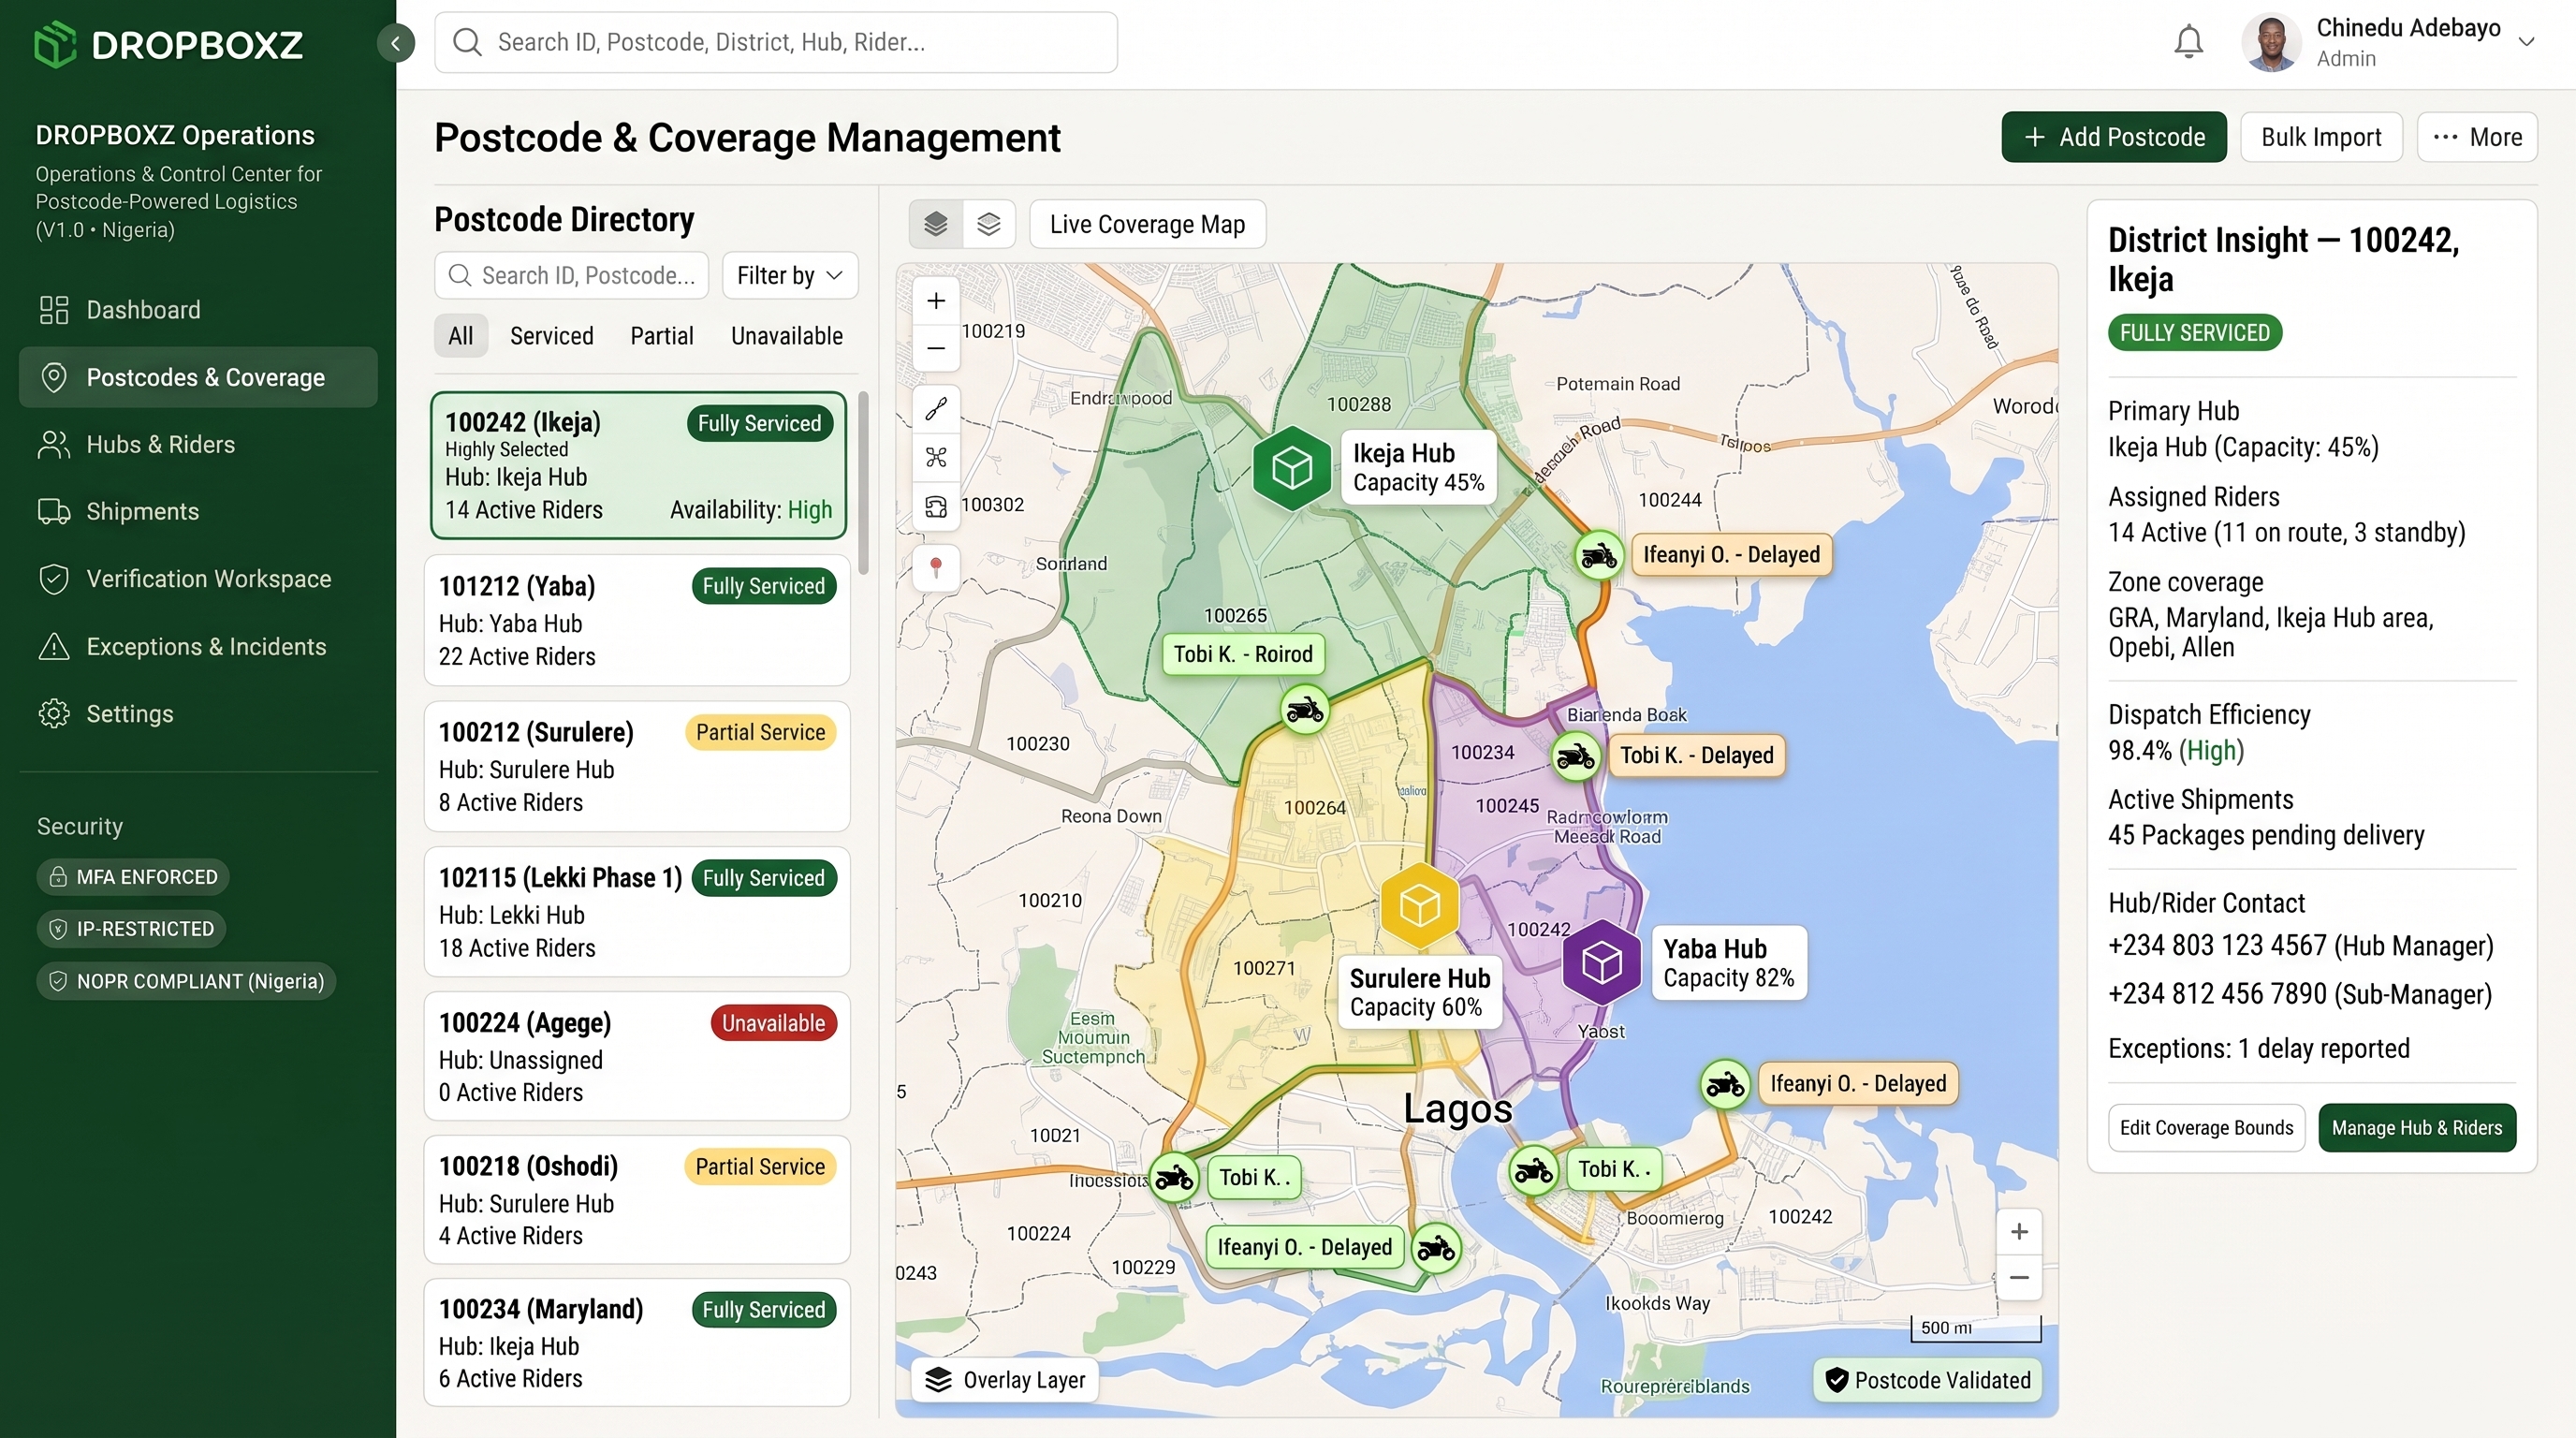 DROPBOXZ
DROPBOXZ Operations
Operations & Control Center for
Postcode-Powered Logistics
(V1.0 • Nigeria)
Dashboard
Postcodes & Coverage
Hubs & Riders
Shipments
Verification Workspace
Exceptions & Incidents
Settings
Security
MFA ENFORCED
IP-RESTRICTED
NOPR COMPLIANT (Nigeria)
Search ID, Postcode, District, Hub, Rider...
Chinedu Adebayo
Admin
Postcode & Coverage Management
+ Add Postcode
Bulk Import
··· More
Postcode Directory
Search ID, Postcode...
Filter by
All
Serviced
Partial
Unavailable
100242 (Ikeja)
Fully Serviced
Highly Selected
Hub: Ikeja Hub
14 Active Riders
Availability: High
101212 (Yaba)
Fully Serviced
Hub: Yaba Hub
22 Active Riders
100212 (Surulere)
Partial Service
Hub: Surulere Hub
8 Active Riders
102115 (Lekki Phase 1)
Fully Serviced
Hub: Lekki Hub
18 Active Riders
100224 (Agege)
Unavailable
Hub: Unassigned
0 Active Riders
100218 (Oshodi)
Partial Service
Hub: Surulere Hub
4 Active Riders
100234 (Maryland)
Fully Serviced
Hub: Ikeja Hub
6 Active Riders
Live Coverage Map
100219
Potemain Road
100288
Worodc
Road
Ikeja Hub
Capacity 45%
100302
100244
Ifeanyi O. - Delayed
Sonland
100265
Tobi K. - Roirod
100230
Bianenda Boak
100234
Tobi K. - Delayed
100264
100245
Reona Down
Road
100210
100242
Yaba Hub
Capacity 82%
100271
Surulere Hub
Capacity 60%
Eesim
Moumuin
Suctempnch
Yabst
5
Ifeanyi O. - Delayed
Lagos
10021
Tobi K. .
Tobi K. .
Booomierog
100242
100224
Ifeanyi O. - Delayed
100229
0243
Ikookds Way
500 mi
Overlay Layer
Postcode Validated
District Insight — 100242,
Ikeja
FULLY SERVICED
Primary Hub
Ikeja Hub (Capacity: 45%)
Assigned Riders
14 Active (11 on route, 3 standby)
Zone coverage
GRA, Maryland, Ikeja Hub area,
Opebi, Allen
Dispatch Efficiency
98.4% (High)
Active Shipments
45 Packages pending delivery
Hub/Rider Contact
+234 803 123 4567 (Hub Manager)
+234 812 456 7890 (Sub-Manager)
Exceptions: 1 delay reported
Edit Coverage Bounds
Manage Hub & Riders